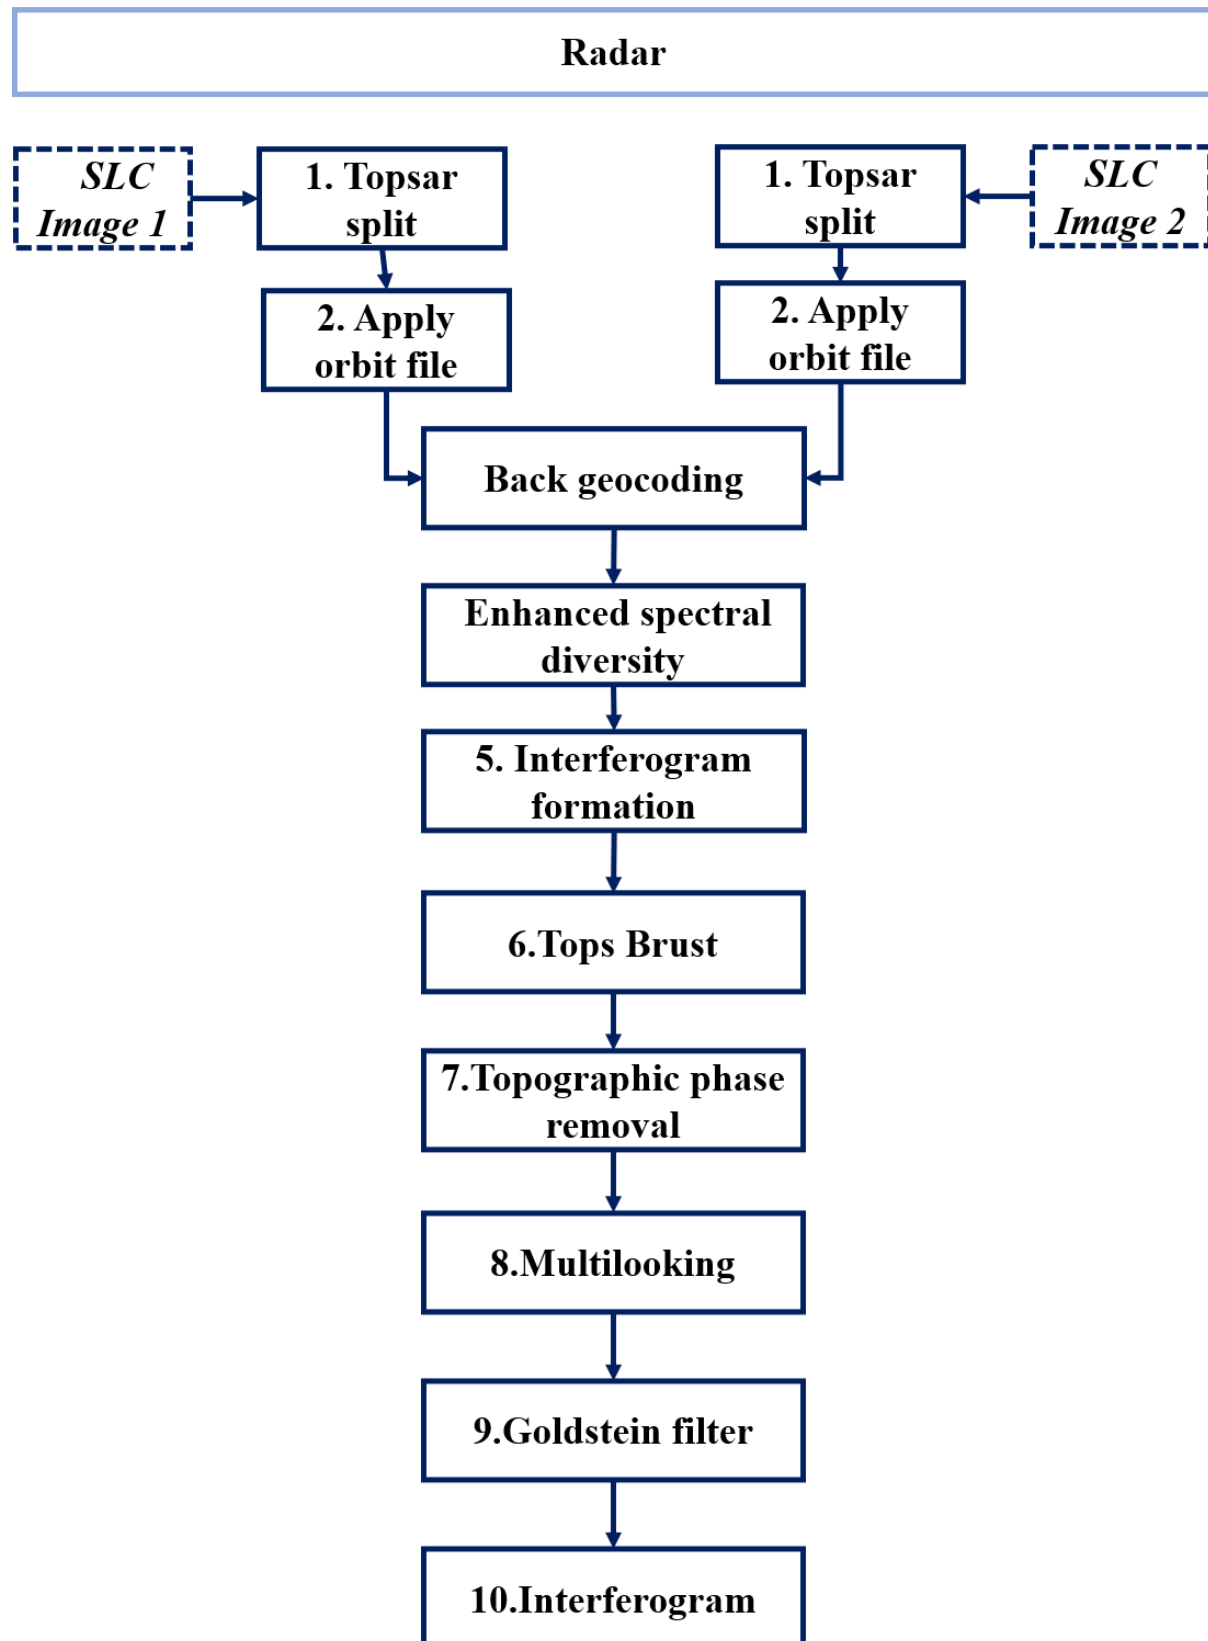 Radar
SLC
Image 1
1. Topsar
split
1. Topsar
split
SLC
Image 2
2. Apply
orbit file
2. Apply
orbit file
Back geocoding
Enhanced spectral
diversity
5. Interferogram
formation
6.Tops Brust
7.Topographic phase
removal
8.Multilooking
9.Goldstein filter
10.Interferogram